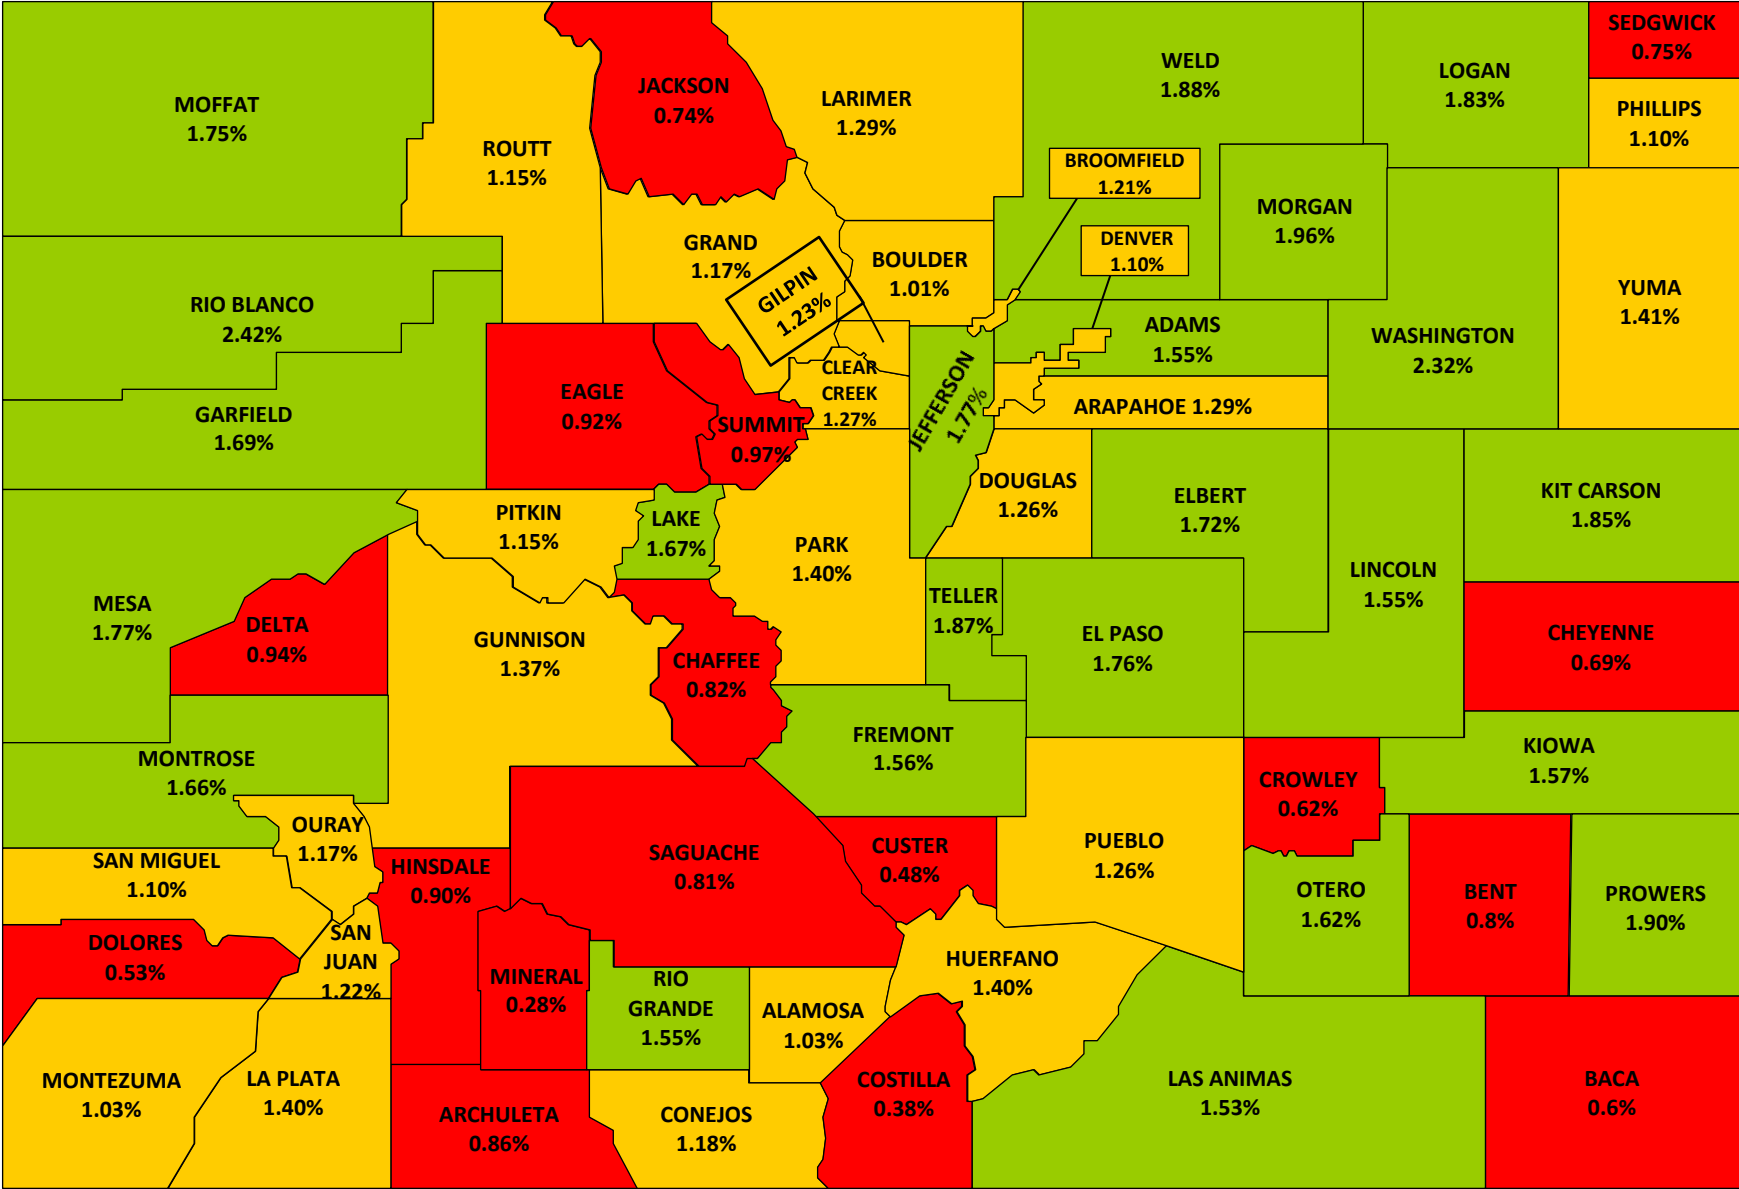 SEDGWICK
0.75%
WELD
1.88%
LOGAN
1.83%
JACKSON
0.74%
LARIMER
1.29%
MOFFAT
1.75%
PHILLIPS
1.10%
ROUTT
1.15%
BROOMFIELD
1.21%
MORGAN
1.96%
GRAND
1.17%
DENVER
1.10%
BOULDER
1.01%
GILPIN
1.23%
YUMA
1.41%
RIO BLANCO
2.42%
ADAMS
1.55%
WASHINGTON
2.32%
CLEAR
CREEK
1.27%
JEFFERSON
1.77%
EAGLE
0.92%
ARAPAHOE 1.29%
GARFIELD
1.69%
SUMMIT
0.97%
DOUGLAS
1.26%
ELBERT
1.72%
KIT CARSON
1.85%
PITKIN
1.15%
LAKE
1.67%
PARK
1.40%
LINCOLN
1.55%
TELLER
1.87%
MESA
1.77%
DELTA
0.94%
GUNNISON
1.37%
EL PASO
1.76%
CHEYENNE
0.69%
CHAFFEE
0.82%
FREMONT
1.56%
KIOWA
1.57%
MONTROSE
1.66%
CROWLEY
0.62%
OURAY
1.17%
PUEBLO
1.26%
SAN MIGUEL
1.10%
HINSDALE
0.90%
SAGUACHE
0.81%
CUSTER
0.48%
OTERO
1.62%
BENT
0.8%
PROWERS
1.90%
DOLORES
0.53%
SAN
JUAN
1.22%
HUERFANO
1.40%
MINERAL
0.28%
RIO
GRANDE
1.55%
ALAMOSA
1.03%
MONTEZUMA
1.03%
LA PLATA
1.40%
COSTILLA
0.38%
LAS ANIMAS
1.53%
BACA
0.6%
ARCHULETA
0.86%
CONEJOS
1.18%